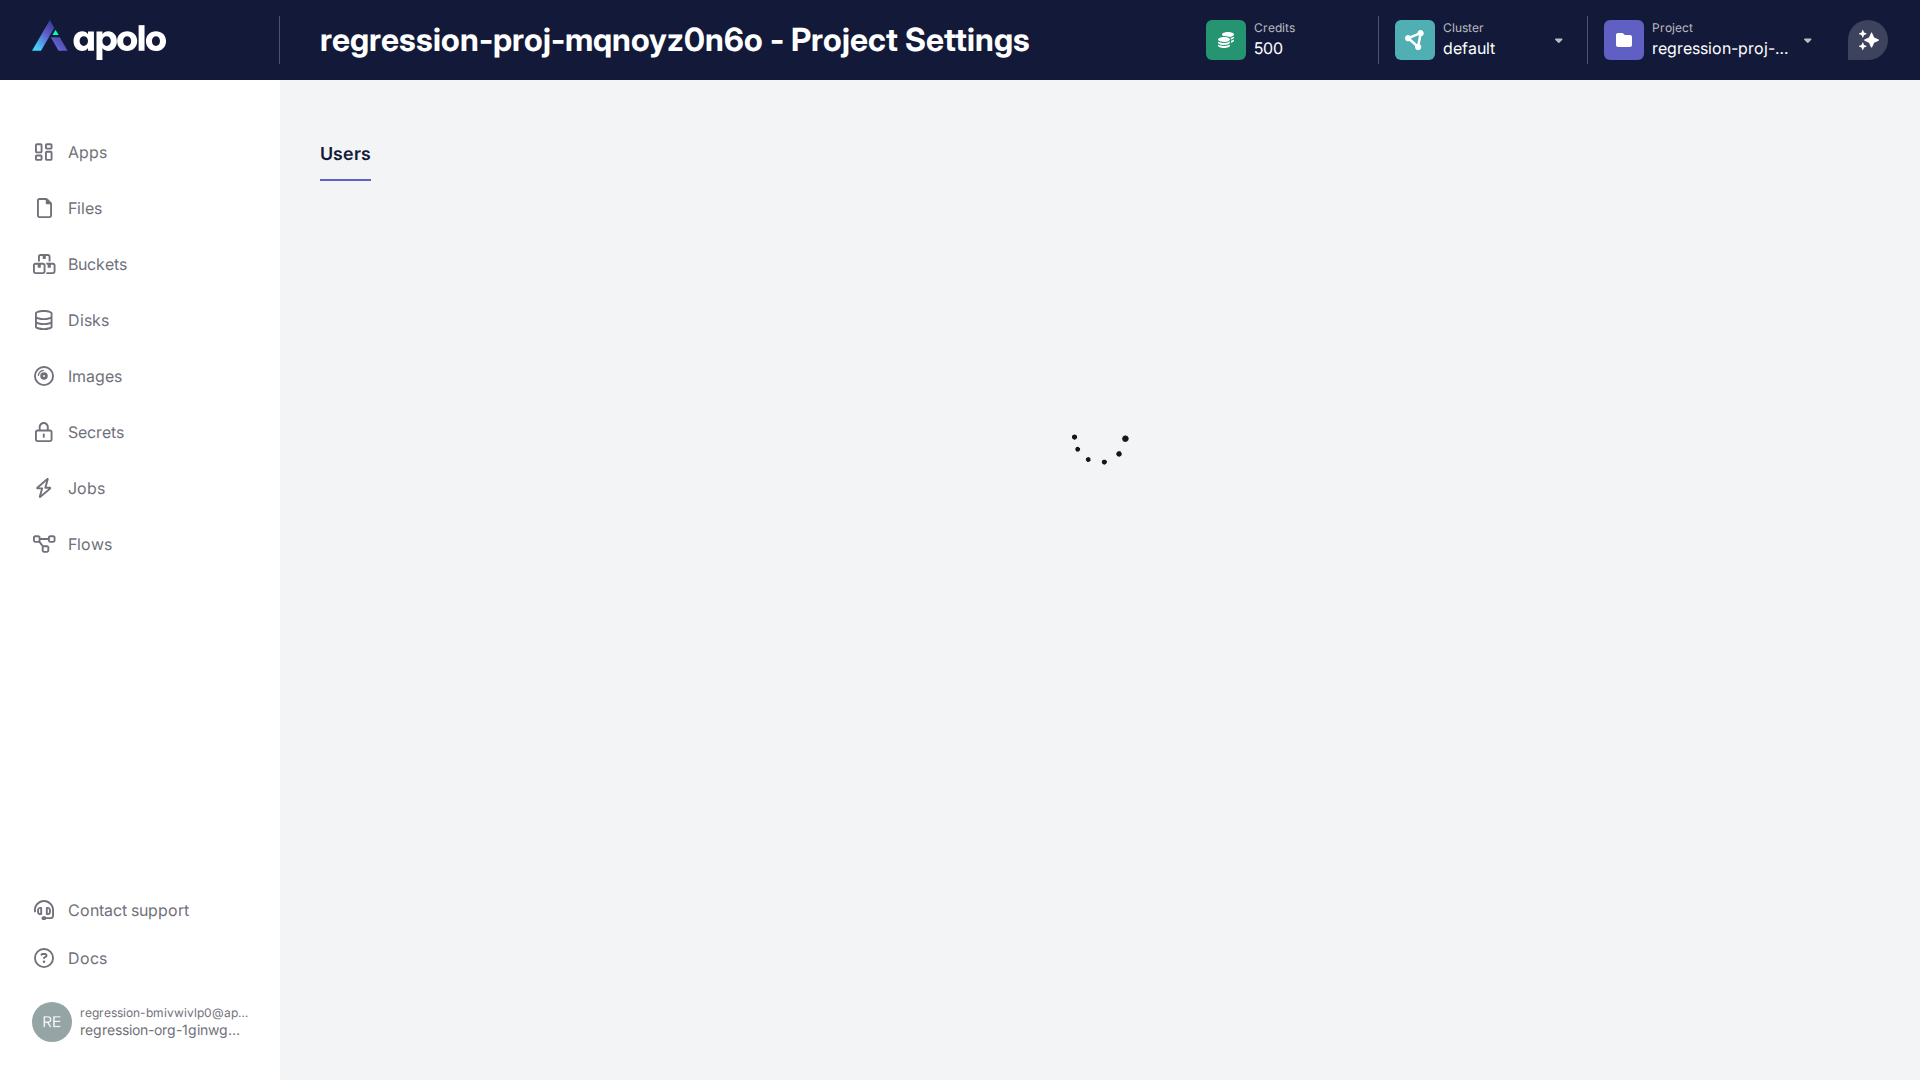 apolo
regression-proj-mqnoyz0n6o - Project Settings
Credits
500
Cluster
default
Project
regression-proj-...
Apps
Files
Buckets
Disks
Images
Secrets
Jobs
Flows
Users
Contact support
Docs
RE
regression-bmivwivlp0@ap...
regression-org-1ginwg...